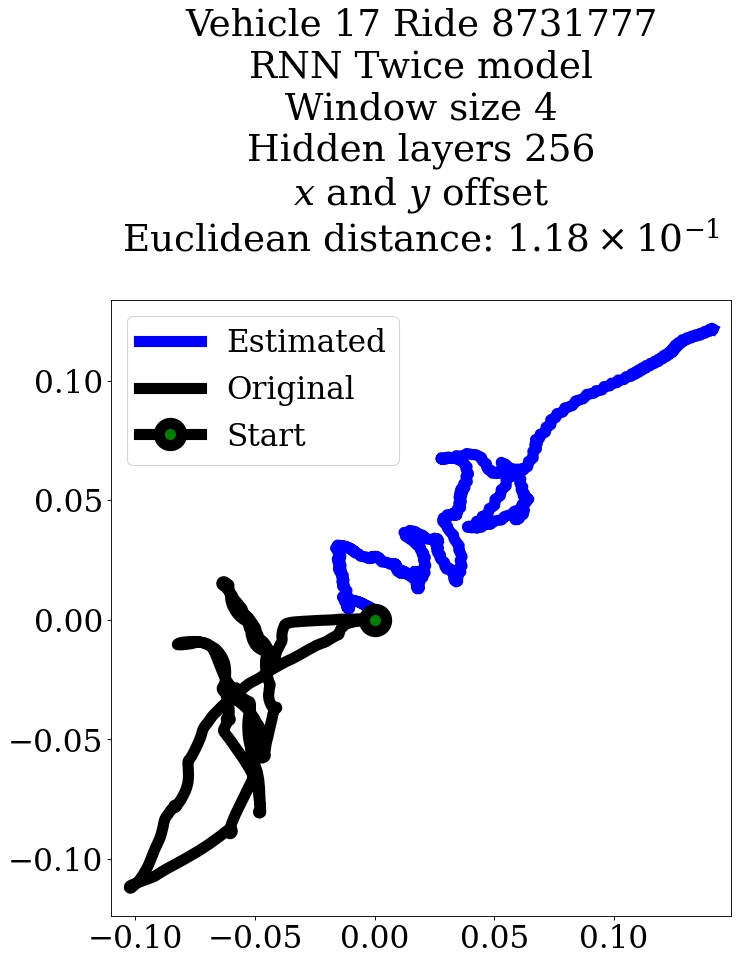 Vehicle 17 Ride 8731777
RNN Twice model
Window size 4
Hidden layers 256
x and y offset
Euclidean distance: 1.18 × 10⁻¹
Estimated
Original
Start
0.10
0.05
0.00
−0.05
−0.10
−0.10 −0.05 0.00 0.05 0.10